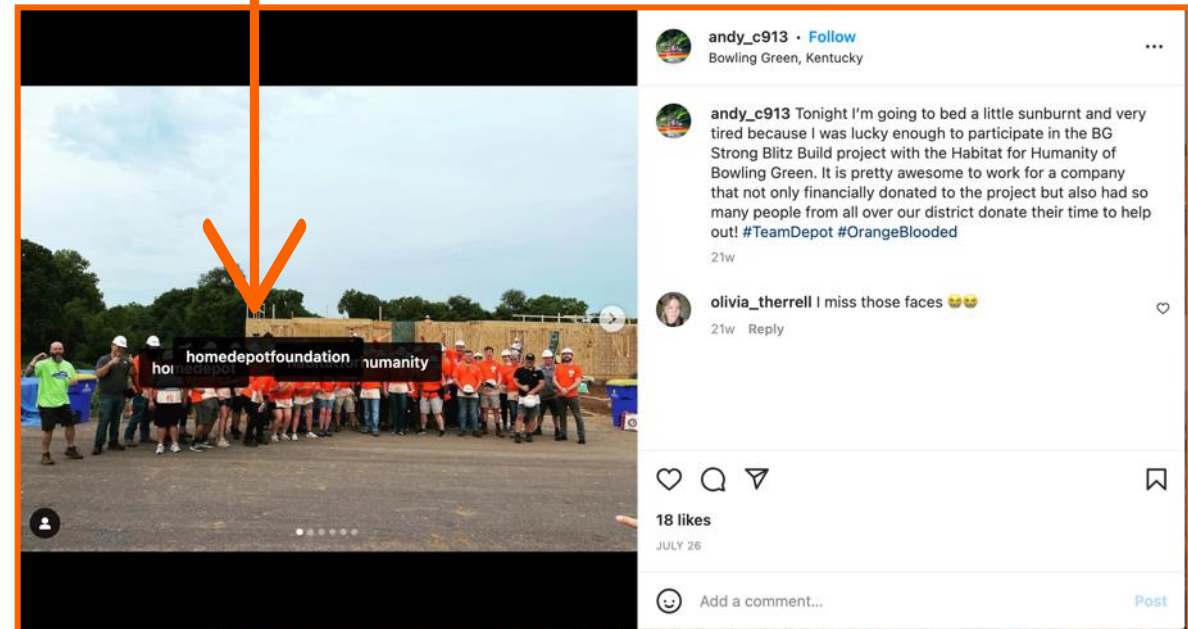 andy_c913 • Follow
Bowling Green, Kentucky
andy_c913 Tonight I'm going to bed a little sunburnt and very
tired because I was lucky enough to participate in the BG
Strong Blitz Build project with the Habitat for Humanity of
Bowling Green. It is pretty awesome to work for a company
that not only financially donated to the project but also had so
many people from all over our district donate their time to help
out! #TeamDepot #OrangeBlooded
21w
olivia_therrell I miss those faces 😭😭
21w Reply
homedepotfoundation
homedepot
habitatforhumanity
18 likes
JULY 26
Add a comment...
Post